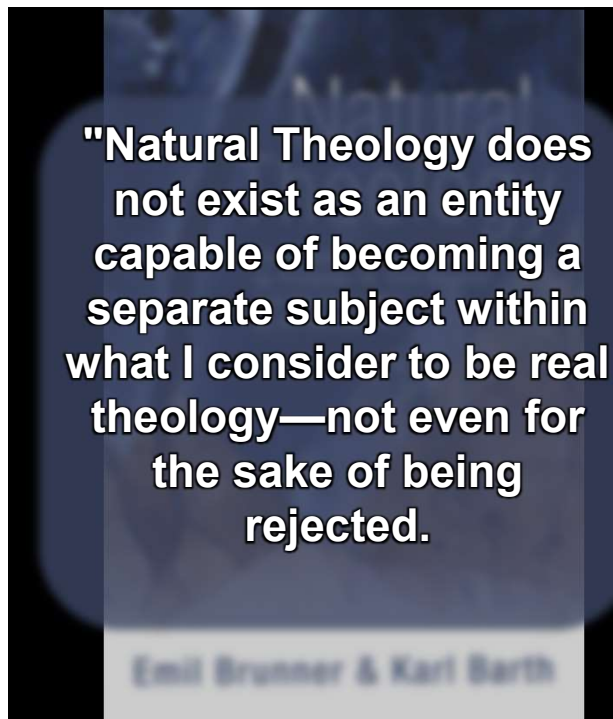 Natural
"Natural Theology does
not exist as an entity
capable of becoming a
separate subject within
what I consider to be real
theology—not even for
the sake of being
rejected.
Emil Brunner & Karl Barth